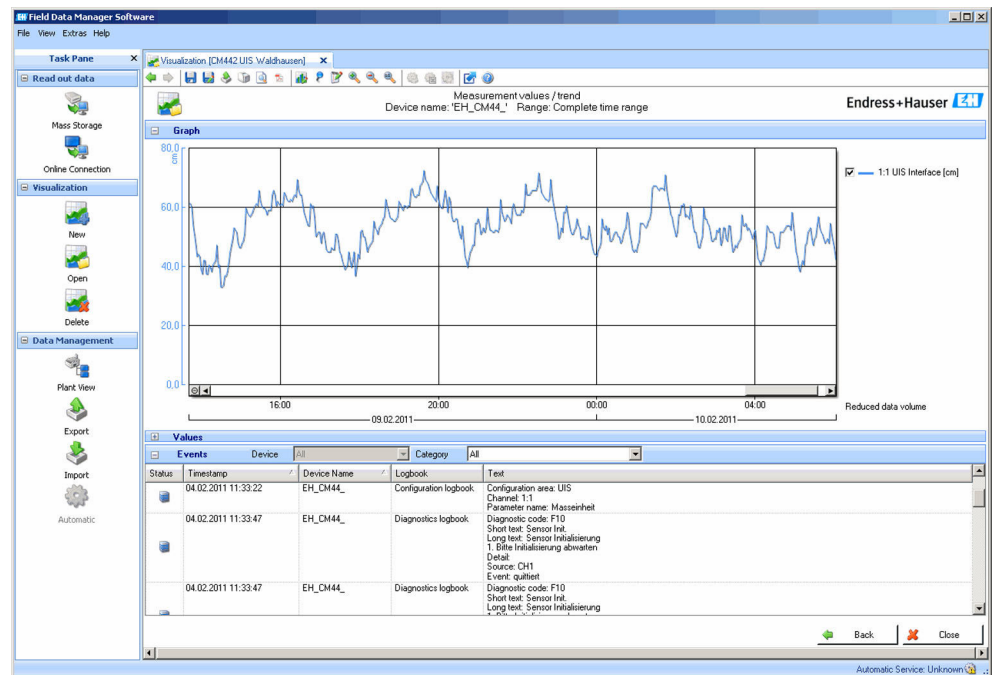 Field Data Manager Software
File View Extras Help
Task Pane
Read out data
Mass Storage
Online Connection
Visualization
New
Open
Delete
Data Management
Plant View
Export
Import
Automatic
Visualization [CM442 UIS Waldhausen]
Measurement values / trend
Device name: 'EH_CM44_' Range: Complete time range
Endress+Hauser EH
Graph
80,0
cm
60,0
40,0
20,0
0,0
1:1 UIS Interface [cm]
16:00 20:00 00:00 04:00
09.02.2011 10.02.2011
Reduced data volume
Values
Events Device All Category All
Status Timestamp Device Name Logbook Text
04.02.2011 11:33:22 EH_CM44_ Configuration logbook Configuration area: UIS
Channel: 1:1
Parameter name: Masseinheit
04.02.2011 11:33:47 EH_CM44_ Diagnostics logbook Diagnostic code: F10
Short text: Sensor Init.
Long text: Sensor Initialisierung
1. Bitte Initialisierung abwarten
Detail:
Source: CH1
Event: quittiert
04.02.2011 11:33:47 EH_CM44_ Diagnostics logbook Diagnostic code: F10
Short text: Sensor Init.
Long text: Sensor Initialisierung
Back Close
Automatic Service: Unknown